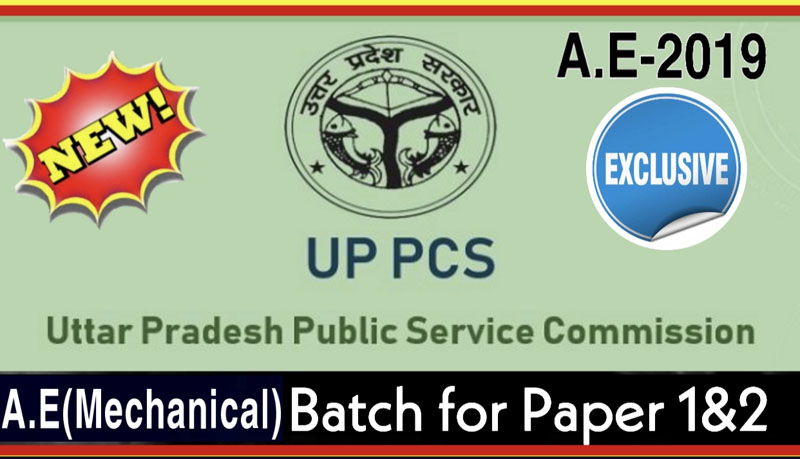 A.E-2019
NEW!
उत्तर प्रदेश सरकार
EXCLUSIVE
UP PCS
Uttar Pradesh Public Service Commission
A.E(Mechanical) Batch for Paper 1&2